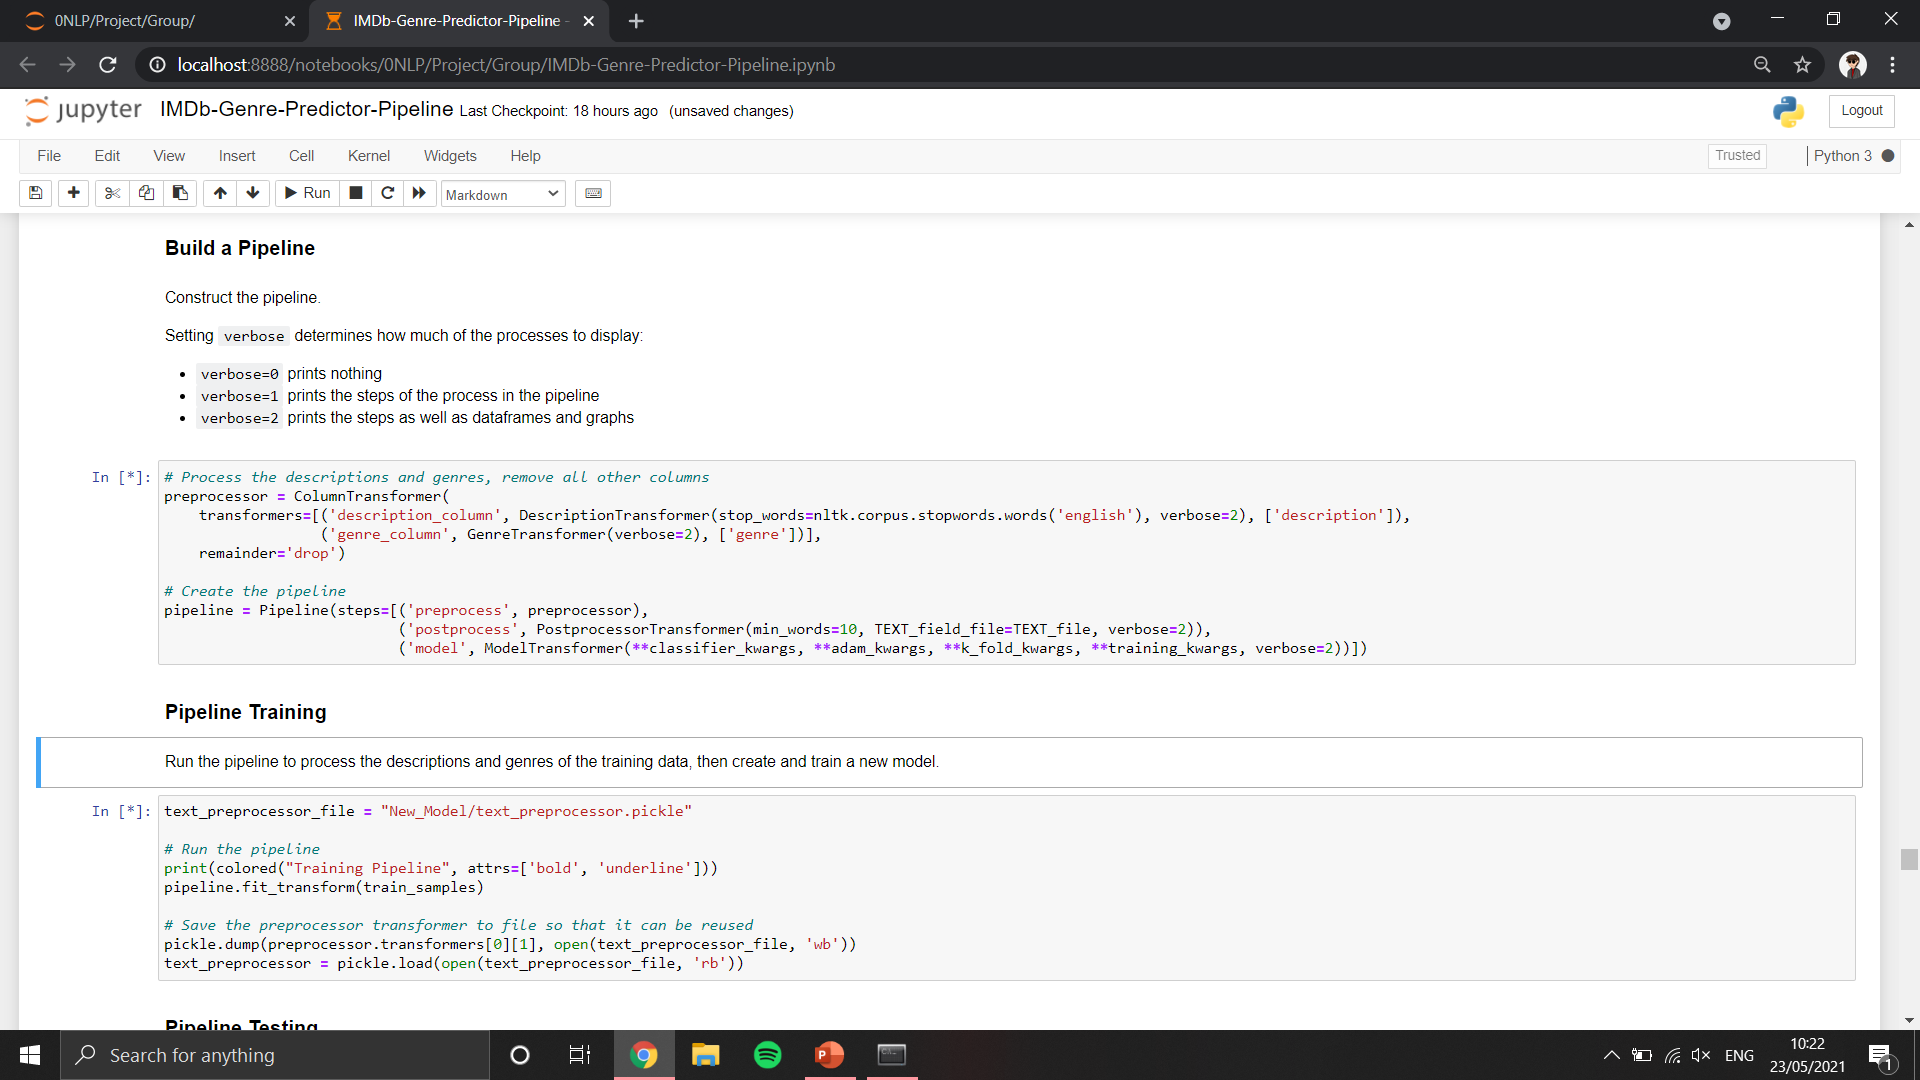 0NLP/Project/Group/
IMDb-Genre-Predictor-Pipeline -
localhost:8888/notebooks/0NLP/Project/Group/IMDb-Genre-Predictor-Pipeline.ipynb
jupyter IMDb-Genre-Predictor-Pipeline Last Checkpoint: 18 hours ago (unsaved changes)
Logout
File Edit View Insert Cell Kernel Widgets Help
Trusted
Python 3
Run
Markdown
Build a Pipeline
Construct the pipeline.
Setting verbose determines how much of the processes to display:
• verbose=0 prints nothing
• verbose=1 prints the steps of the process in the pipeline
• verbose=2 prints the steps as well as dataframes and graphs
In [*]:
# Process the descriptions and genres, remove all other columns
preprocessor = ColumnTransformer(
    transformers=[('description_column', DescriptionTransformer(stop_words=nltk.corpus.stopwords.words('english'), verbose=2), ['description']),
                  ('genre_column', GenreTransformer(verbose=2), ['genre'])],
    remainder='drop')
# Create the pipeline
pipeline = Pipeline(steps=[('preprocess', preprocessor),
                           ('postprocess', PostprocessorTransformer(min_words=10, TEXT_field_file=TEXT_file, verbose=2)),
                           ('model', ModelTransformer(**classifier_kwargs, **adam_kwargs, **k_fold_kwargs, **training_kwargs, verbose=2))])
Pipeline Training
Run the pipeline to process the descriptions and genres of the training data, then create and train a new model.
In [*]:
text_preprocessor_file = "New_Model/text_preprocessor.pickle"
# Run the pipeline
print(colored("Training Pipeline", attrs=['bold', 'underline']))
pipeline.fit_transform(train_samples)
# Save the preprocessor transformer to file so that it can be reused
pickle.dump(preprocessor.transformers[0][1], open(text_preprocessor_file, 'wb'))
text_preprocessor = pickle.load(open(text_preprocessor_file, 'rb'))
Pipeline Testing
Search for anything
ENG
10:22
23/05/2021
1